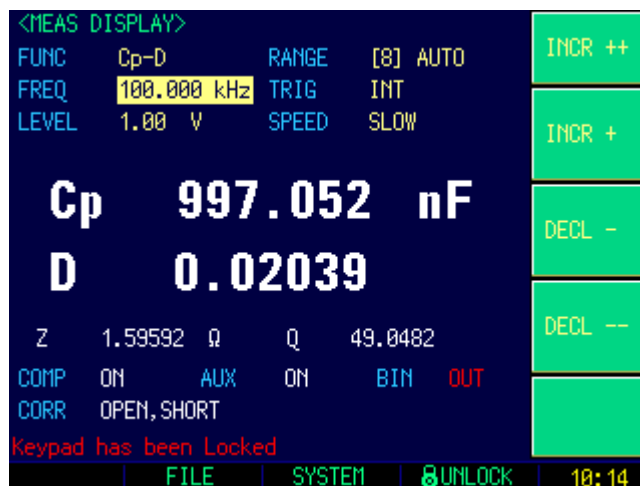 <MEAS DISPLAY>
FUNC Cp-D RANGE [8] AUTO
FREQ 100.000 kHz TRIG INT
LEVEL 1.00 V SPEED SLOW
Cp 997.052 nF
D 0.02039
Z 1.59592 Ω Q 49.0482
COMP ON AUX ON BIN OUT
CORR OPEN,SHORT
Keypad has been Locked
INCR ++
INCR +
DECL -
DECL --
FILE SYSTEM UNLOCK 10:14